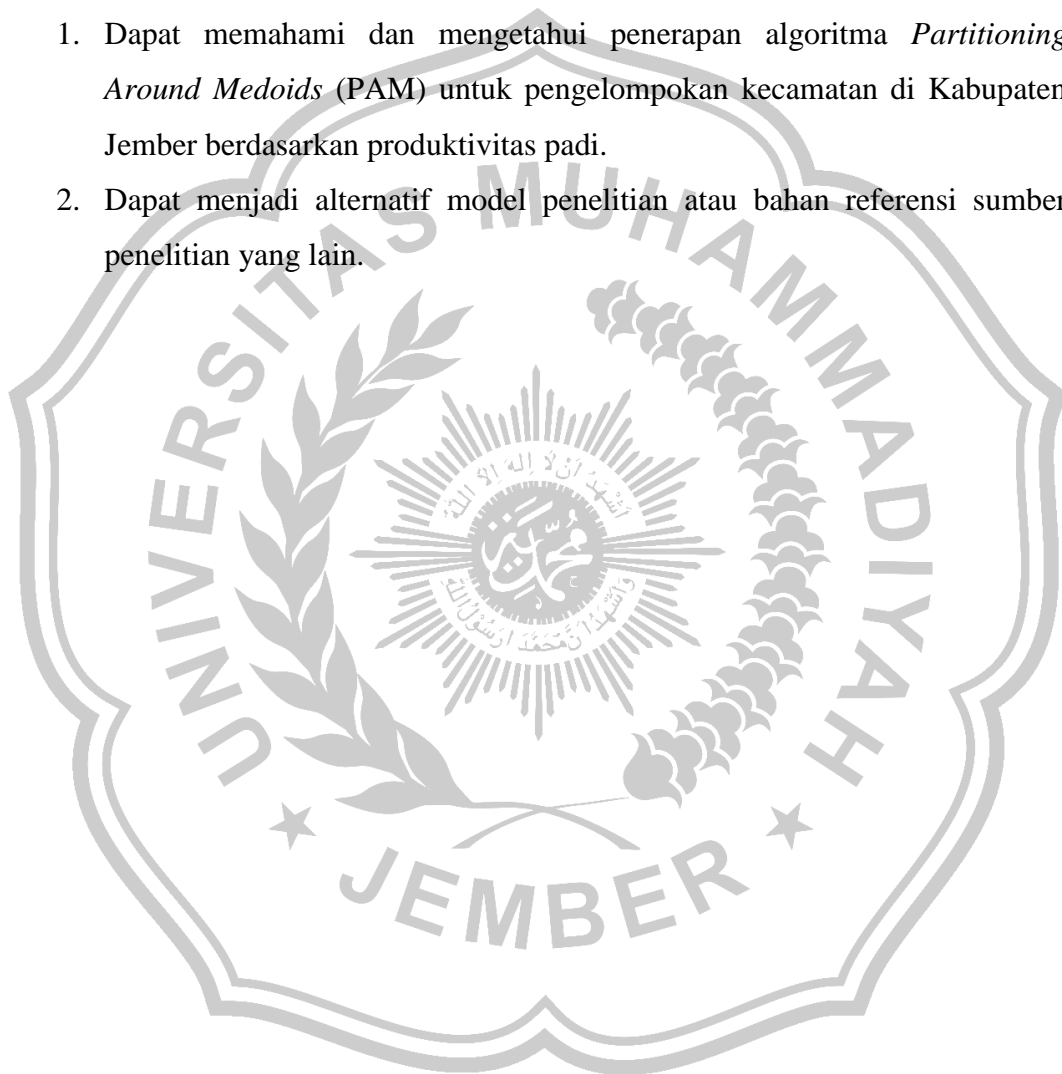 1. Dapat memahami dan mengetahui penerapan algoritma Partitioning
Around Medoids (PAM) untuk pengelompokan kecamatan di Kabupaten
Jember berdasarkan produktivitas padi.
2. Dapat menjadi alternatif model penelitian atau bahan referensi sumber
penelitian yang lain.
UNIVERSITAS MUHAMMADIYAH
JEMBER